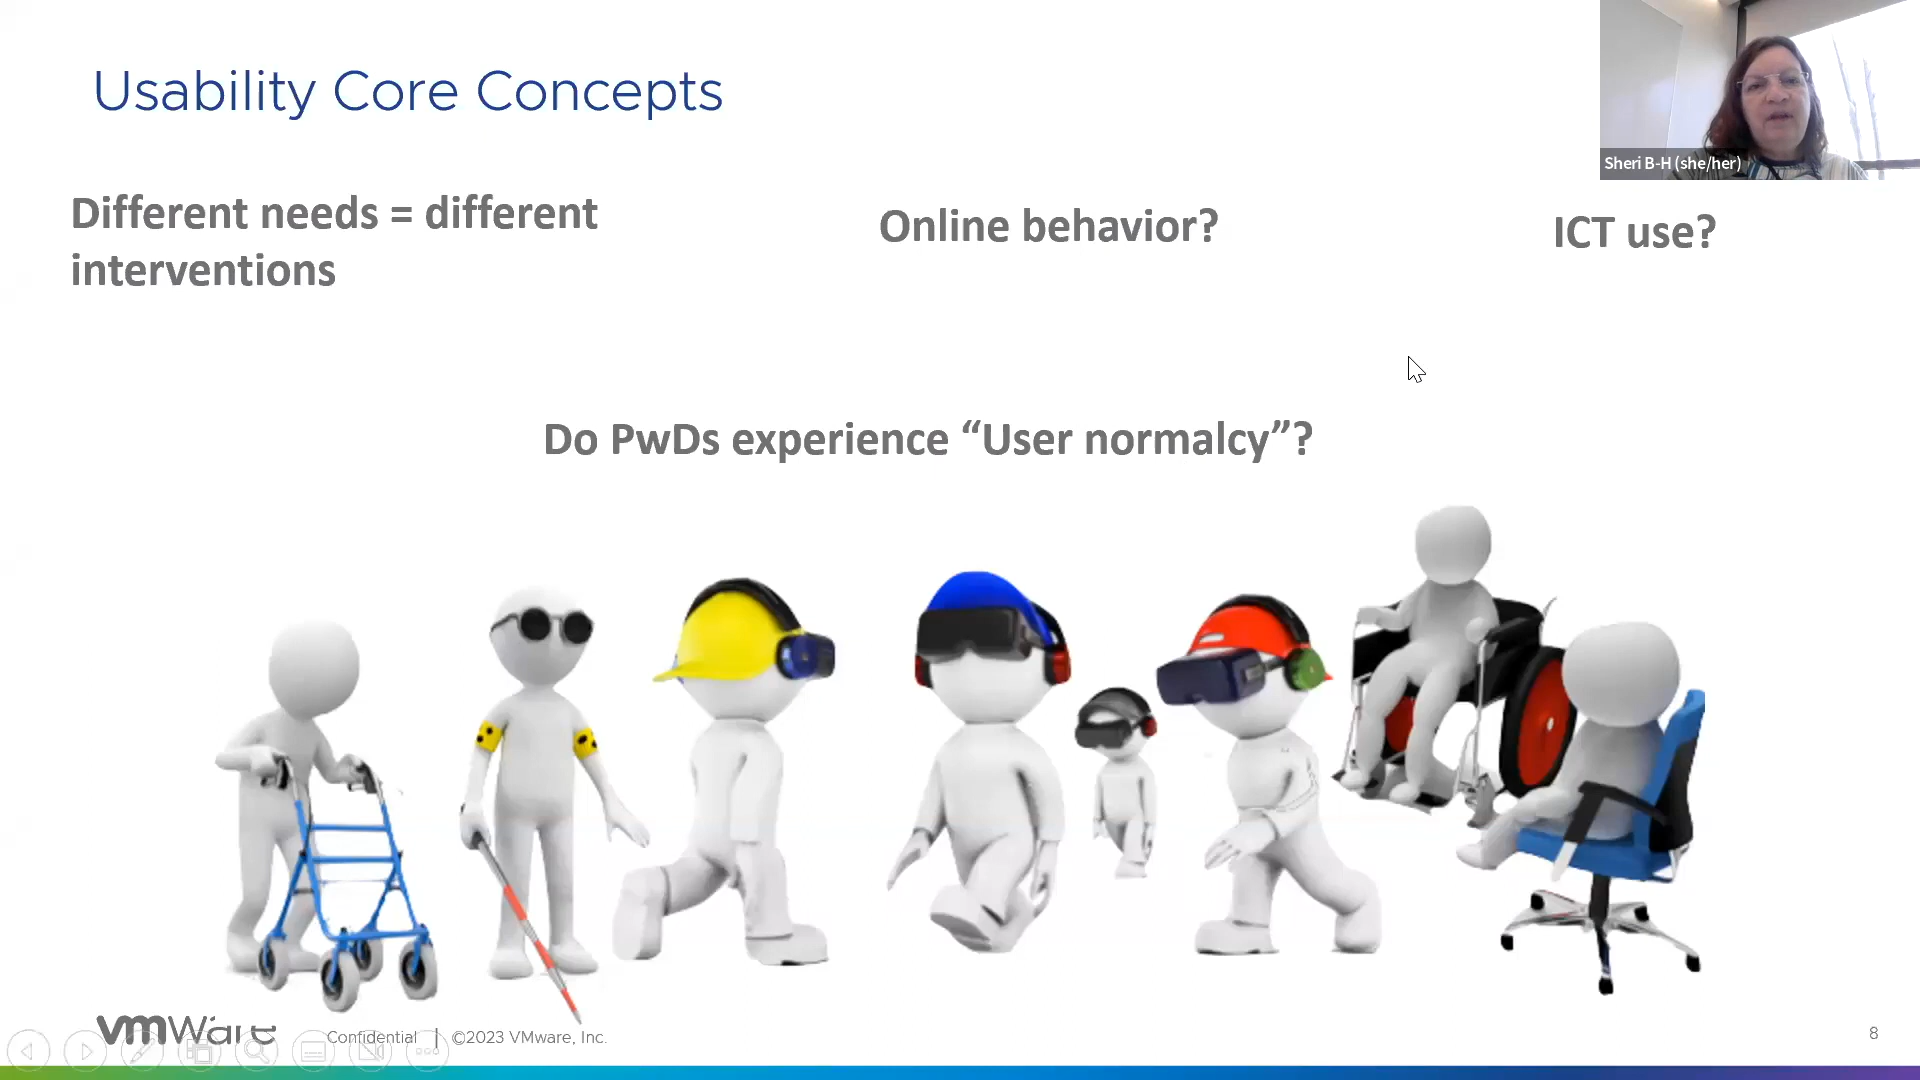 Usability Core Concepts
Sheri B-H (she/her)
Different needs = different
interventions
Online behavior?
ICT use?
Do PwDs experience “User normalcy”?
vmware
Confidential | ©2023 VMware, Inc.
8